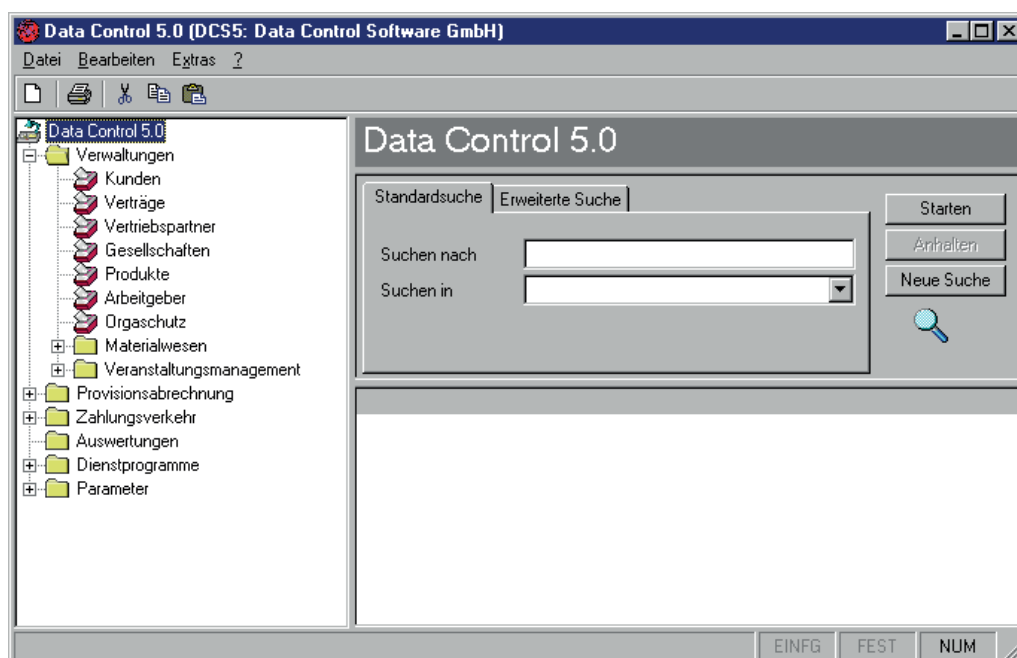 Data Control 5.0 (DCS5: Data Control Software GmbH)
Datei Bearbeiten Extras ?
Data Control 5.0
Verwaltungen
Kunden
Verträge
Vertriebspartner
Gesellschaften
Produkte
Arbeitgeber
Orgaschutz
Materialwesen
Veranstaltungsmanagement
Provisionsabrechnung
Zahlungsverkehr
Auswertungen
Dienstprogramme
Parameter
Data Control 5.0
Standardsuche Erweiterte Suche
Suchen nach
Suchen in
Starten
Anhalten
Neue Suche
EINFG FEST NUM